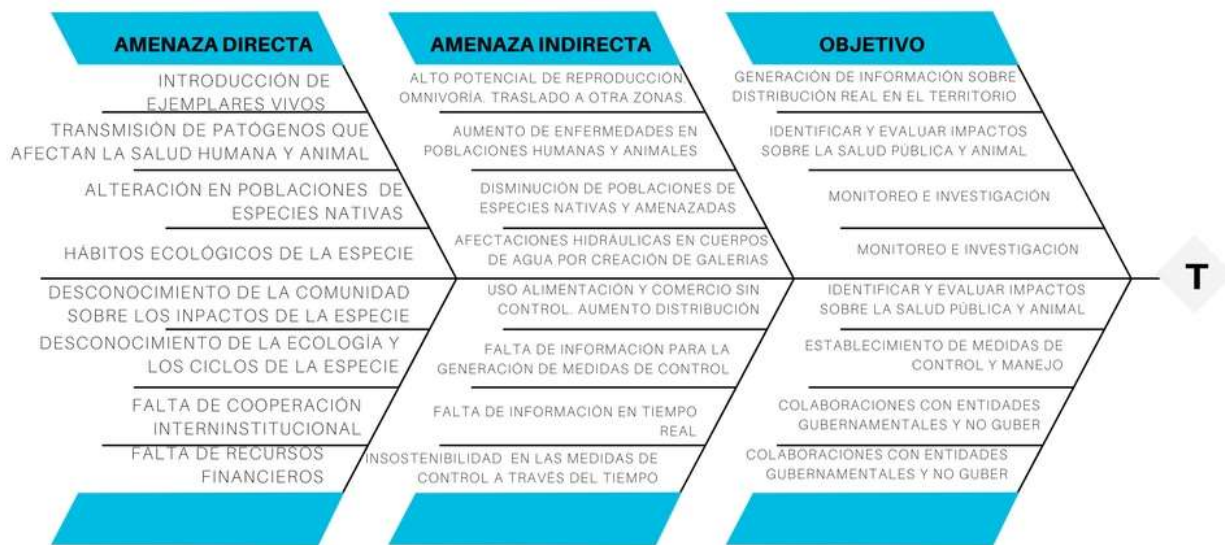 AMENAZA DIRECTA
INTRODUCCIÓN DE
EJEMPLARES VIVOS
TRANSMISIÓN DE PATÓGENOS QUE
AFECTAN LA SALUD HUMANA Y ANIMAL
ALTERACIÓN EN POBLACIONES DE
ESPECIES NATIVAS
HÁBITOS ECOLÓGICOS DE LA ESPECIE
DESCONOCIMIENTO DE LA COMUNIDAD
SOBRE LOS INPACTOS DE LA ESPECIE
DESCONOCIMIENTO DE LA ECOLOGÍA Y
LOS CICLOS DE LA ESPECIE
FALTA DE COOPERACIÓN
INTERNINSTITUCIONAL
FALTA DE RECURSOS
FINANCIEROS
AMENAZA INDIRECTA
ALTO POTENCIAL DE REPRODUCCIÓN.
OMNIVORÍA. TRASLADO A OTRA ZONAS.
AUMENTO DE ENFERMEDADES EN
POBLACIONES HUMANAS Y ANIMALES
DISMINUCIÓN DE POBLACIONES DE
ESPECIES NATIVAS Y AMENAZADAS
AFECTACIONES HIDRÁULICAS EN CUERPOS
DE AGUA POR CREACIÓN DE GALERIAS
USO ALIMENTACIÓN Y COMERCIO SIN
CONTROL. AUMENTO DISTRIBUCIÓN
FALTA DE INFORMACIÓN PARA LA
GENERACIÓN DE MEDIDAS DE CONTROL
FALTA DE INFORMACIÓN EN TIEMPO
REAL
INSOSTENIBILIDAD EN LAS MEDIDAS DE
CONTROL A TRAVÉS DEL TIEMPO
OBJETIVO
GENERACIÓN DE INFORMACIÓN SOBRE
DISTRIBUCIÓN REAL EN EL TERRITORIO
IDENTIFICAR Y EVALUAR IMPACTOS
SOBRE LA SALUD PÚBLICA Y ANIMAL
MONITOREO E INVESTIGACIÓN
MONITOREO E INVESTIGACIÓN
IDENTIFICAR Y EVALUAR IMPACTOS
SOBRE LA SALUD PÚBLICA Y ANIMAL
ESTABLECIMIENTO DE MEDIDAS DE
CONTROL Y MANEJO
COLABORACIONES CON ENTIDADES
GUBERNAMENTALES Y NO GUBER
COLABORACIONES CON ENTIDADES
GUBERNAMENTALES Y NO GUBER
T